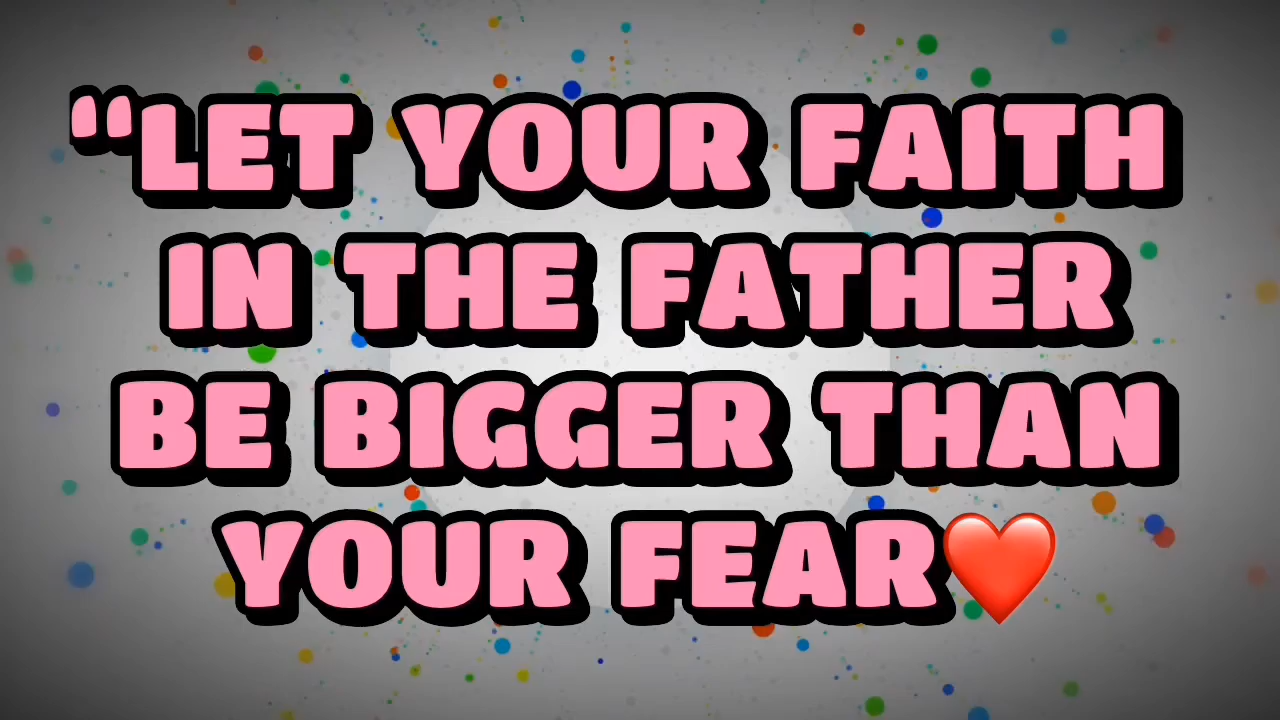 "LET YOUR FAITH
IN THE FATHER
BE BIGGER THAN
YOUR FEAR❤️